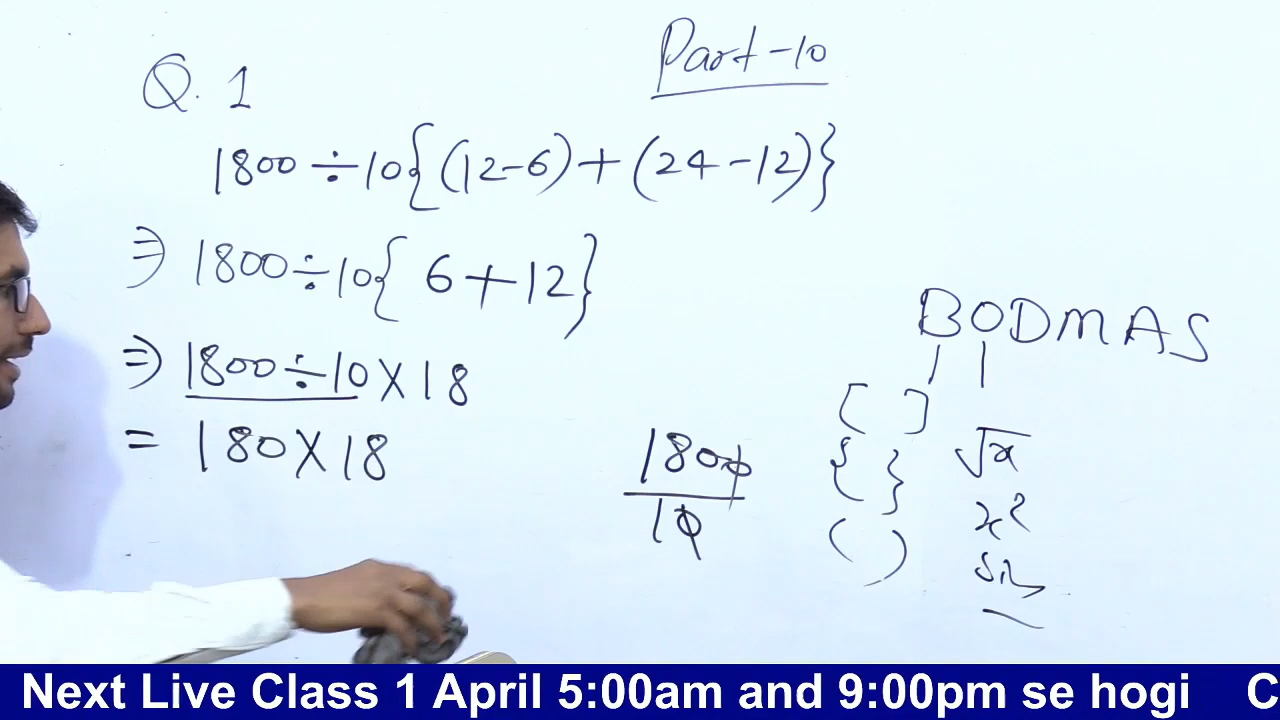 Part-10
Q. 1
1800 ÷ 10{(12-6)+(24-12)}
⇒ 1800 ÷ 10{ 6+12}
⇒ 1800 ÷ 10 X 18
= 180 X 18
1800
10
BODMAS
[ ]
{ }
( )
√x
x²
Next Live Class 1 April 5:00am and 9:00pm se hogi C